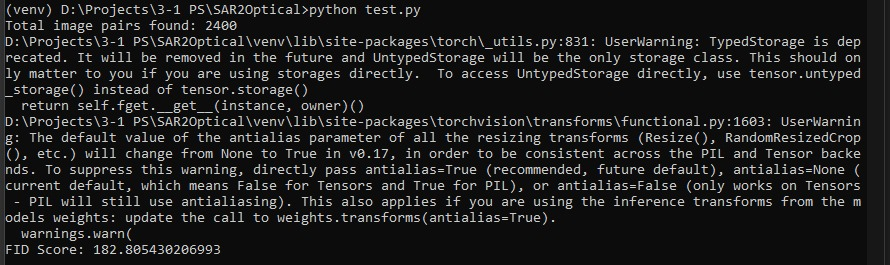 (venv) D:\Projects\3-1 PS\SAR2Optical>python test.py
Total image pairs found: 2400
D:\Projects\3-1 PS\SAR2Optical\venv\lib\site-packages\torch\_utils.py:831: UserWarning: TypedStorage is dep
recated. It will be removed in the future and UntypedStorage will be the only storage class. This should on
ly matter to you if you are using storages directly.  To access UntypedStorage directly, use tensor.untyped
_storage() instead of tensor.storage()
  return self.fget.__get__(instance, owner)()
D:\Projects\3-1 PS\SAR2Optical\venv\lib\site-packages\torchvision\transforms\functional.py:1603: UserWarnin
g: The default value of the antialias parameter of all the resizing transforms (Resize(), RandomResizedCrop
(), etc.) will change from None to True in v0.17, in order to be consistent across the PIL and Tensor backe
nds. To suppress this warning, directly pass antialias=True (recommended, future default), antialias=None (
current default, which means False for Tensors and True for PIL), or antialias=False (only works on Tensors
 - PIL will still use antialiasing). This also applies if you are using the inference transforms from the m
odels weights: update the call to weights.transforms(antialias=True).
  warnings.warn(
FID Score: 182.805430206993